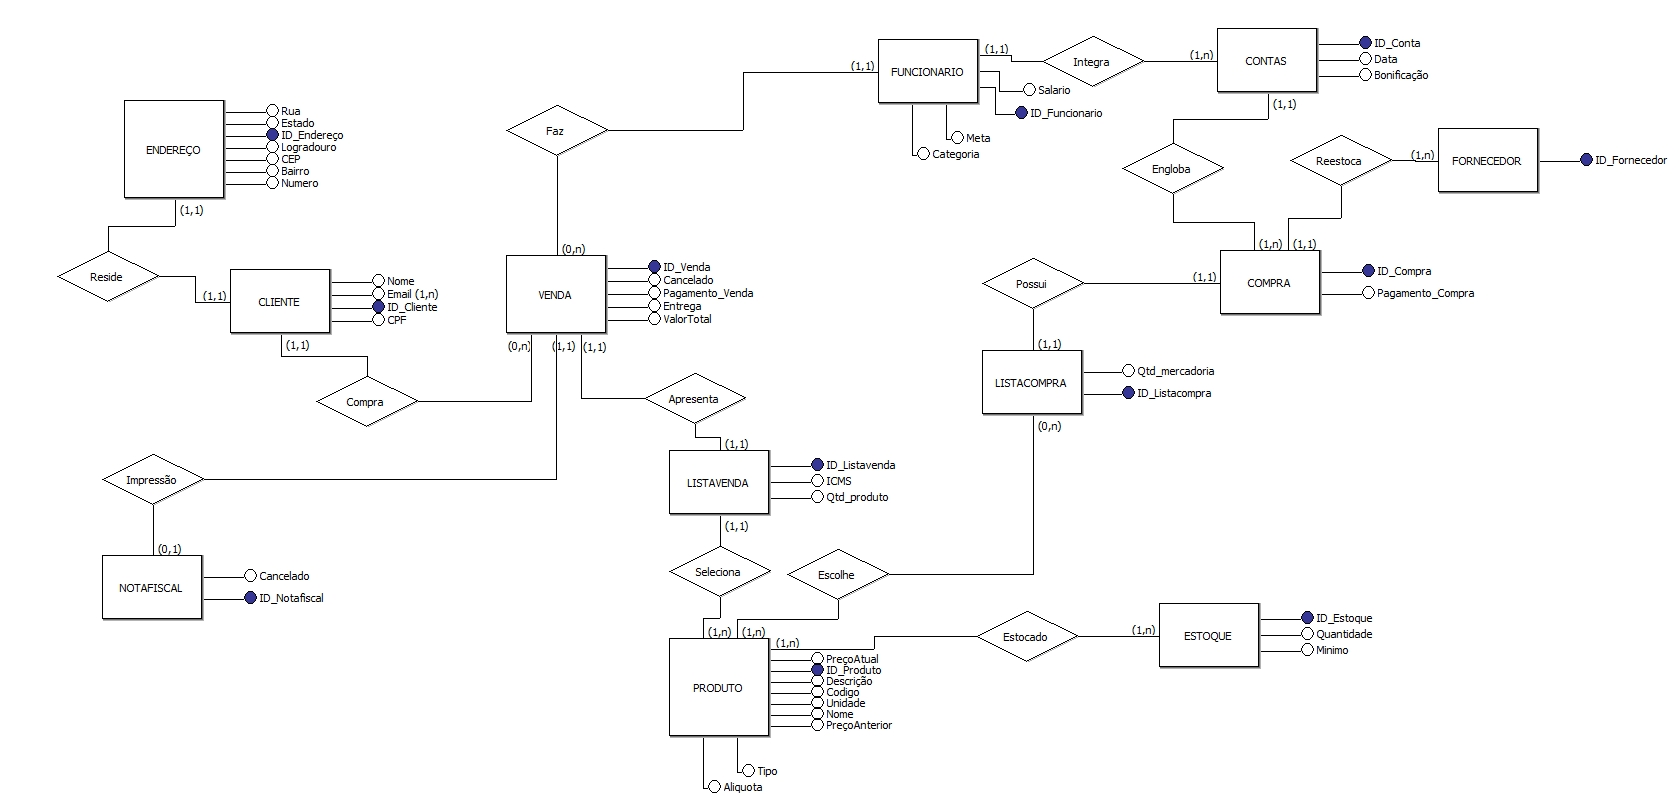 ENDEREÇO
Rua
Estado
ID_Endereço
Logradouro
CEP
Bairro
Numero
(1,1)
Reside
(1,1)
CLIENTE
Nome
Email (1,n)
ID_Cliente
CPF
(1,1)
Compra
(0,n)
Faz
(1,1)
(0,n)
VENDA
ID_Venda
Cancelado
Pagamento_Venda
Entrega
ValorTotal
(1,1)
(1,1)
Impressão
(0,1)
NOTAFISCAL
Cancelado
ID_Notafiscal
Apresenta
(1,1)
LISTAVENDA
ID_Listavenda
ICMS
Qtd_produto
(1,1)
Seleciona
(1,n)
FUNCIONARIO
(1,1)
Salario
ID_Funcionario
Meta
Categoria
Integra
(1,n)
CONTAS
ID_Conta
Data
Bonificação
(1,1)
Engloba
(1,n)
Reestoca
(1,n)
FORNECEDOR
ID_Fornecedor
(1,1)
COMPRA
ID_Compra
Pagamento_Compra
(1,1)
Possui
(1,1)
LISTACOMPRA
Qtd_mercadoria
ID_Listacompra
(0,n)
Escolhe
(1,n)
PRODUTO
(1,n)
PreçoAtual
ID_Produto
Descrição
Codigo
Unidade
Nome
PreçoAnterior
Tipo
Aliquota
Estocado
(1,n)
ESTOQUE
ID_Estoque
Quantidade
Minimo